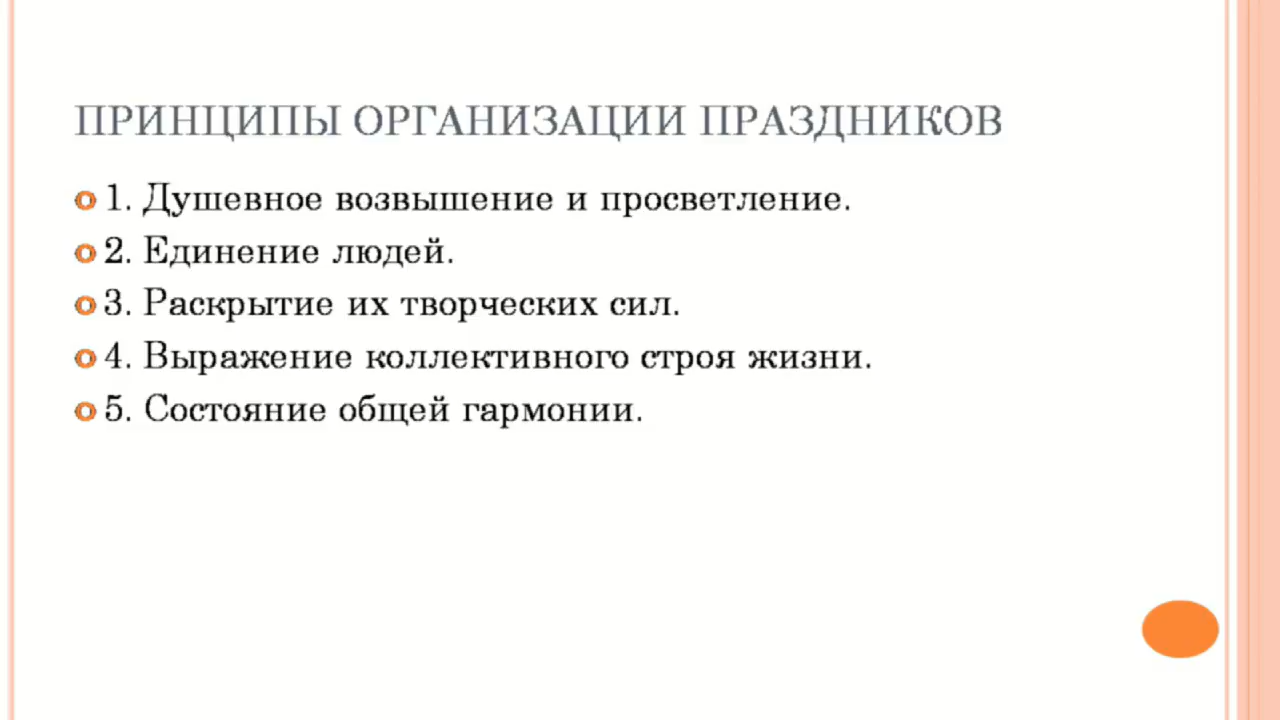 ПРИНЦИПЫ ОРГАНИЗАЦИИ ПРАЗДНИКОВ
1. Душевное возвышение и просветление.
2. Единение людей.
3. Раскрытие их творческих сил.
4. Выражение коллективного строя жизни.
5. Состояние общей гармонии.